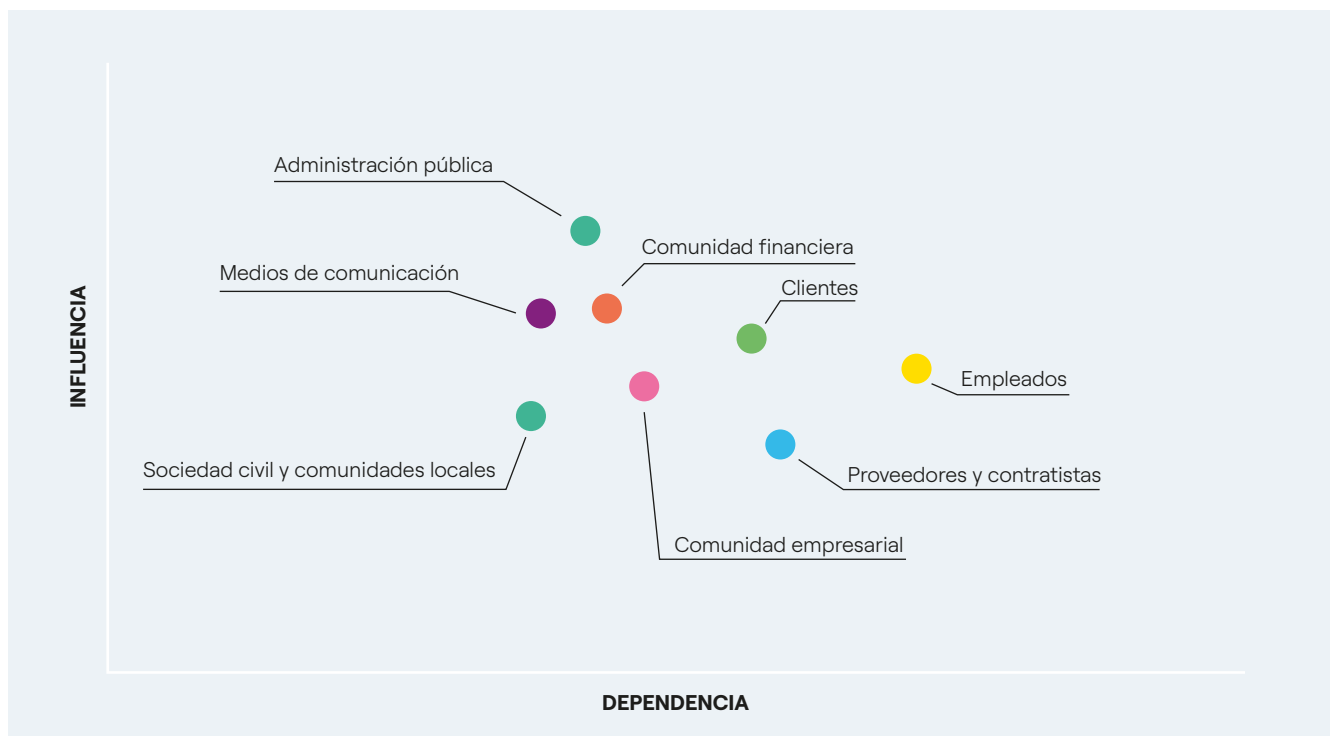 Administración pública
Comunidad financiera
Medios de comunicación
Clientes
INFLUENCIA
Empleados
Sociedad civil y comunidades locales
Proveedores y contratistas
Comunidad empresarial
DEPENDENCIA